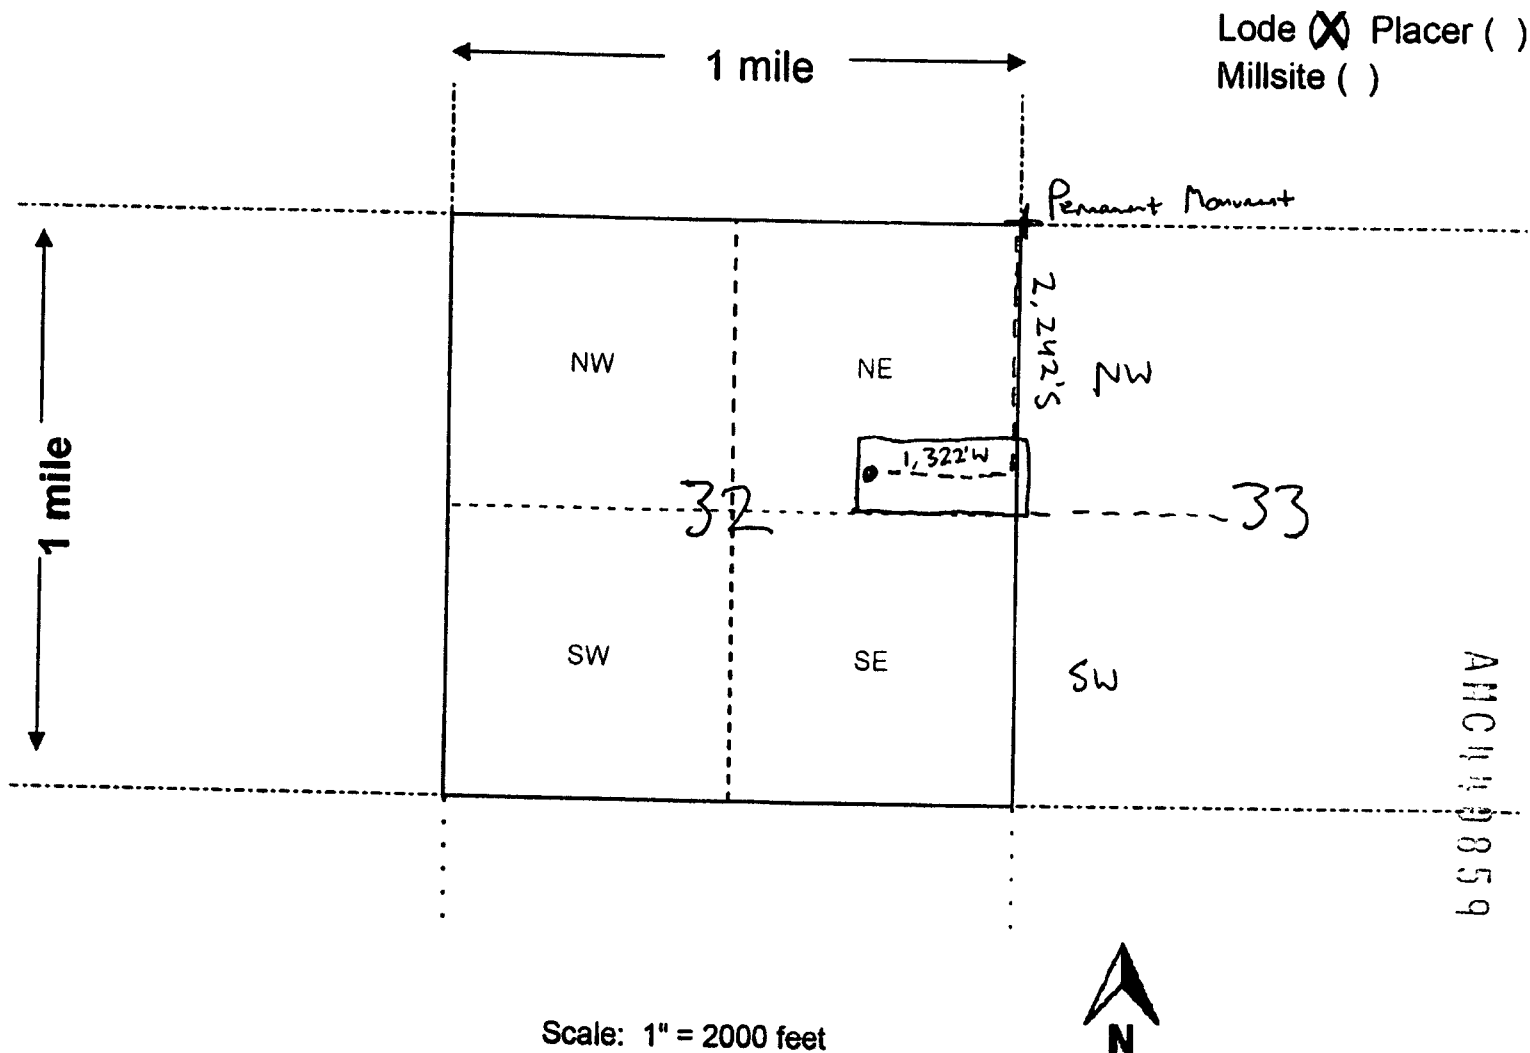 Lode (X) Placer ( )
Millsite ( )
1 mile
Permanent Monument
2,242'S
NW
NE
NW
1 mile
1,322'W
32
33
SW
SE
SW
Scale: 1" = 2000 feet
N